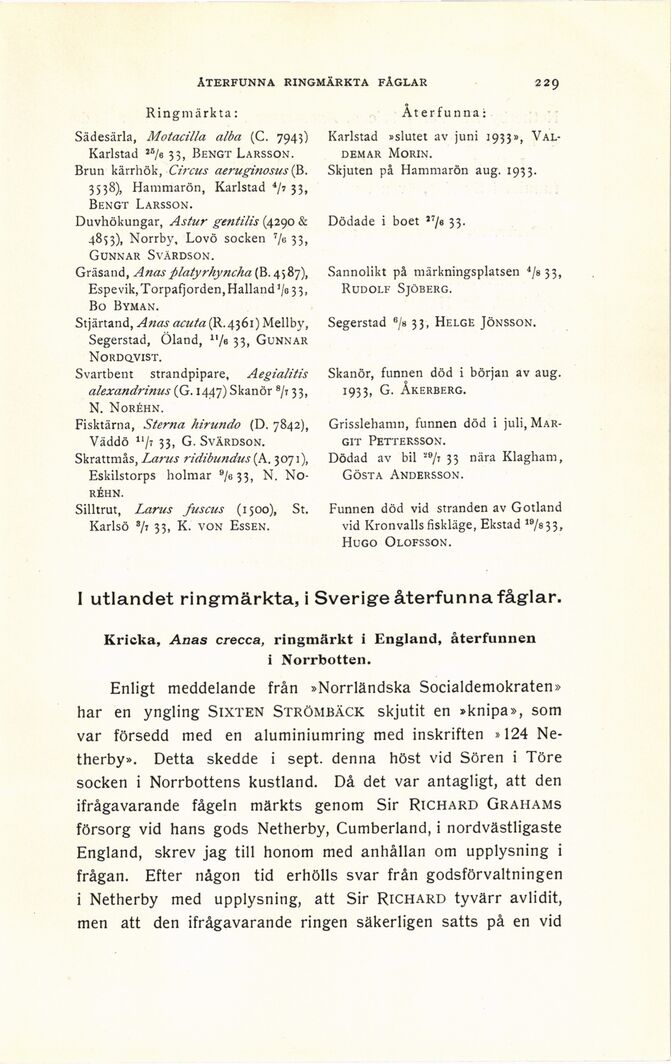 ÅTERFUNNA RINGMÄRKTA FÅGLAR 229
Ringmärkta:
Sädesärla, Motacilla alba (C. 7943)
Karlstad 25/6 33, BENGT LARSSON.
Brun kärrhök, Circus aeruginosus (B.
3538), Hammarön, Karlstad 4/7 33,
BENGT LARSSON.
Duvhökungar, Astur gentilis (4290 &
4853), Norrby, Lovö socken 7/6 33,
GUNNAR SVÄRDSON.
Gräsand, Anas platyrhyncha (B. 4587),
Espevik, Torpafjorden, Halland 1/6 33,
BO BYMAN.
Stjärtand, Anas acuta (R. 4361) Mellby,
Segerstad, Öland, 11/6 33, GUNNAR
NORDQVIST.
Svartbent strandpipare, Aegialitis
alexandrinus (G. 1447) Skanör 8/7 33,
N. NORÉHN.
Fisktärna, Sterna hirundo (D. 7842),
Väddö 11/7 33, G. SVÄRDSON.
Skrattmås, Larus ridibundus (A. 3071),
Eskilstorps holmar 9/6 33, N. NO-
RÉHN.
Silltrut, Larus fuscus (1500), St.
Karlsö 3/7 33, K. VON ESSEN.
Återfunna:
Karlstad »slutet av juni 1933», VAL-
DEMAR MORIN.
Skjuten på Hammarön aug. 1933.
Dödade i boet 27/6 33.
Sannolikt på märkningsplatsen 4/8 33,
RUDOLF SJÖBERG.
Segerstad 6/8 33, HELGE JÖNSSON.
Skanör, funnen död i början av aug.
1933, G. ÅKERBERG.
Grisslehamn, funnen död i juli, MAR-
GIT PETTERSSON.
Dödad av bil 29/7 33 nära Klagham,
GÖSTA ANDERSSON.
Funnen död vid stranden av Gotland
vid Kronvalls fiskläge, Ekstad 19/8 33,
HUGO OLOFSSON.
I utlandet ringmärkta, i Sverige återfunna fåglar.
Kricka, Anas crecca, ringmärkt i England, återfunnen
i Norrbotten.
Enligt meddelande från »Norrländska Socialdemokraten»
har en yngling SIXTEN STRÖMBÄCK skjutit en »knipa», som
var försedd med en aluminiumring med inskriften »124 Ne-
therby». Detta skedde i sept. denna höst vid Sören i Töre
socken i Norrbottens kustland. Då det var antagligt, att den
ifrågavarande fågeln märkts genom Sir RICHARD GRAHAMS
försorg vid hans gods Netherby, Cumberland, i nordvästligaste
England, skrev jag till honom med anhållan om upplysning i
frågan. Efter någon tid erhölls svar från godsförvaltningen
i Netherby med upplysning, att Sir RICHARD tyvärr avlidit,
men att den ifrågavarande ringen säkerligen satts på en vid